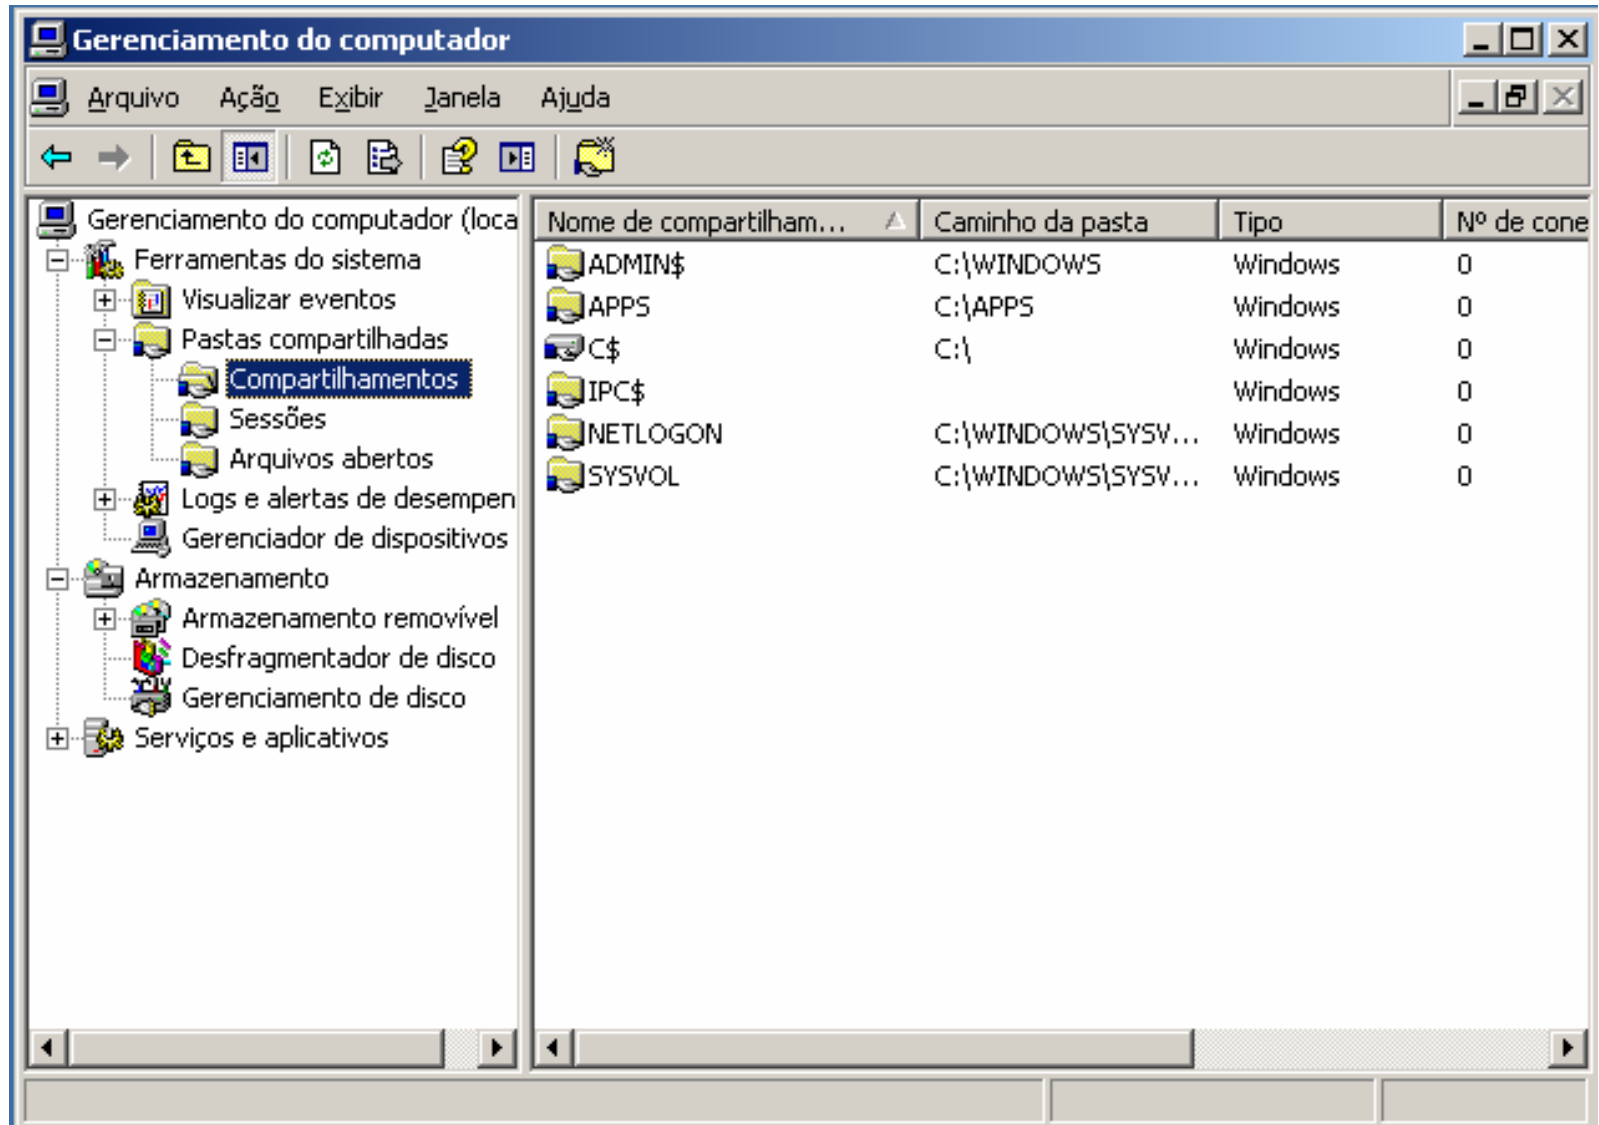 Gerenciamento do computador
Arquivo Ação Exibir Janela Ajuda
Gerenciamento do computador (loca
Ferramentas do sistema
Visualizar eventos
Pastas compartilhadas
Compartilhamentos
Sessões
Arquivos abertos
Logs e alertas de desempen
Gerenciador de dispositivos
Armazenamento
Armazenamento removível
Desfragmentador de disco
Gerenciamento de disco
Serviços e aplicativos
Nome de compartilham... Caminho da pasta Tipo Nº de cone
ADMIN$ C:\WINDOWS Windows 0
APPS C:\APPS Windows 0
C$ C:\ Windows 0
IPC$ Windows 0
NETLOGON C:\WINDOWS\SYSV... Windows 0
SYSVOL C:\WINDOWS\SYSV... Windows 0